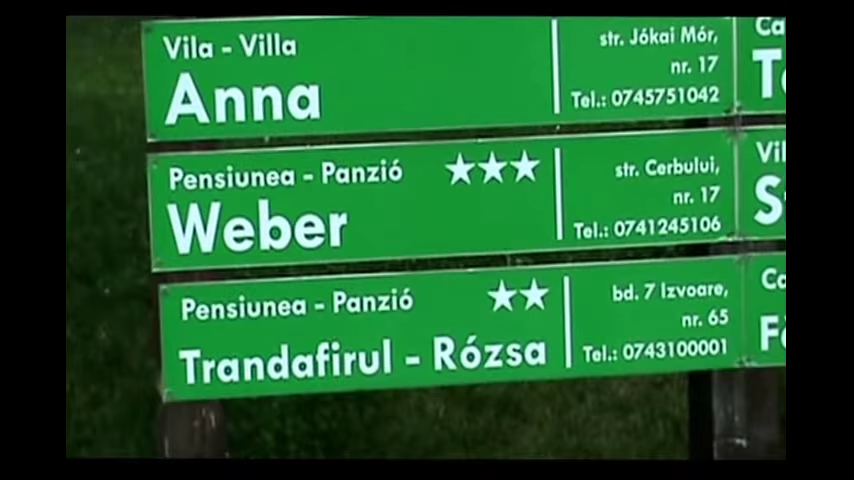 Vila - Villa
Anna
str. Jókai Mór,
nr. 17
Tel.: 0745751042
Pensiunea - Panzió
Weber
str. Cerbului,
nr. 17
Tel.: 0741245106
Pensiunea - Panzió
Trandafirul - Rózsa
bd. 7 Izvoare,
nr. 65
Tel.: 0743100001